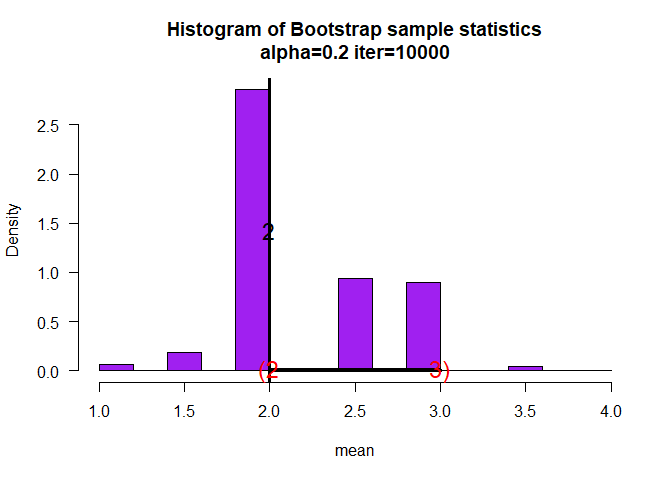 Histogram of Bootstrap sample statistics
alpha=0.2 iter=10000
Density
2.5
2.0
1.5
1.0
0.5
0.0
2
(2
3)
1.0 1.5 2.0 2.5 3.0 3.5 4.0
mean